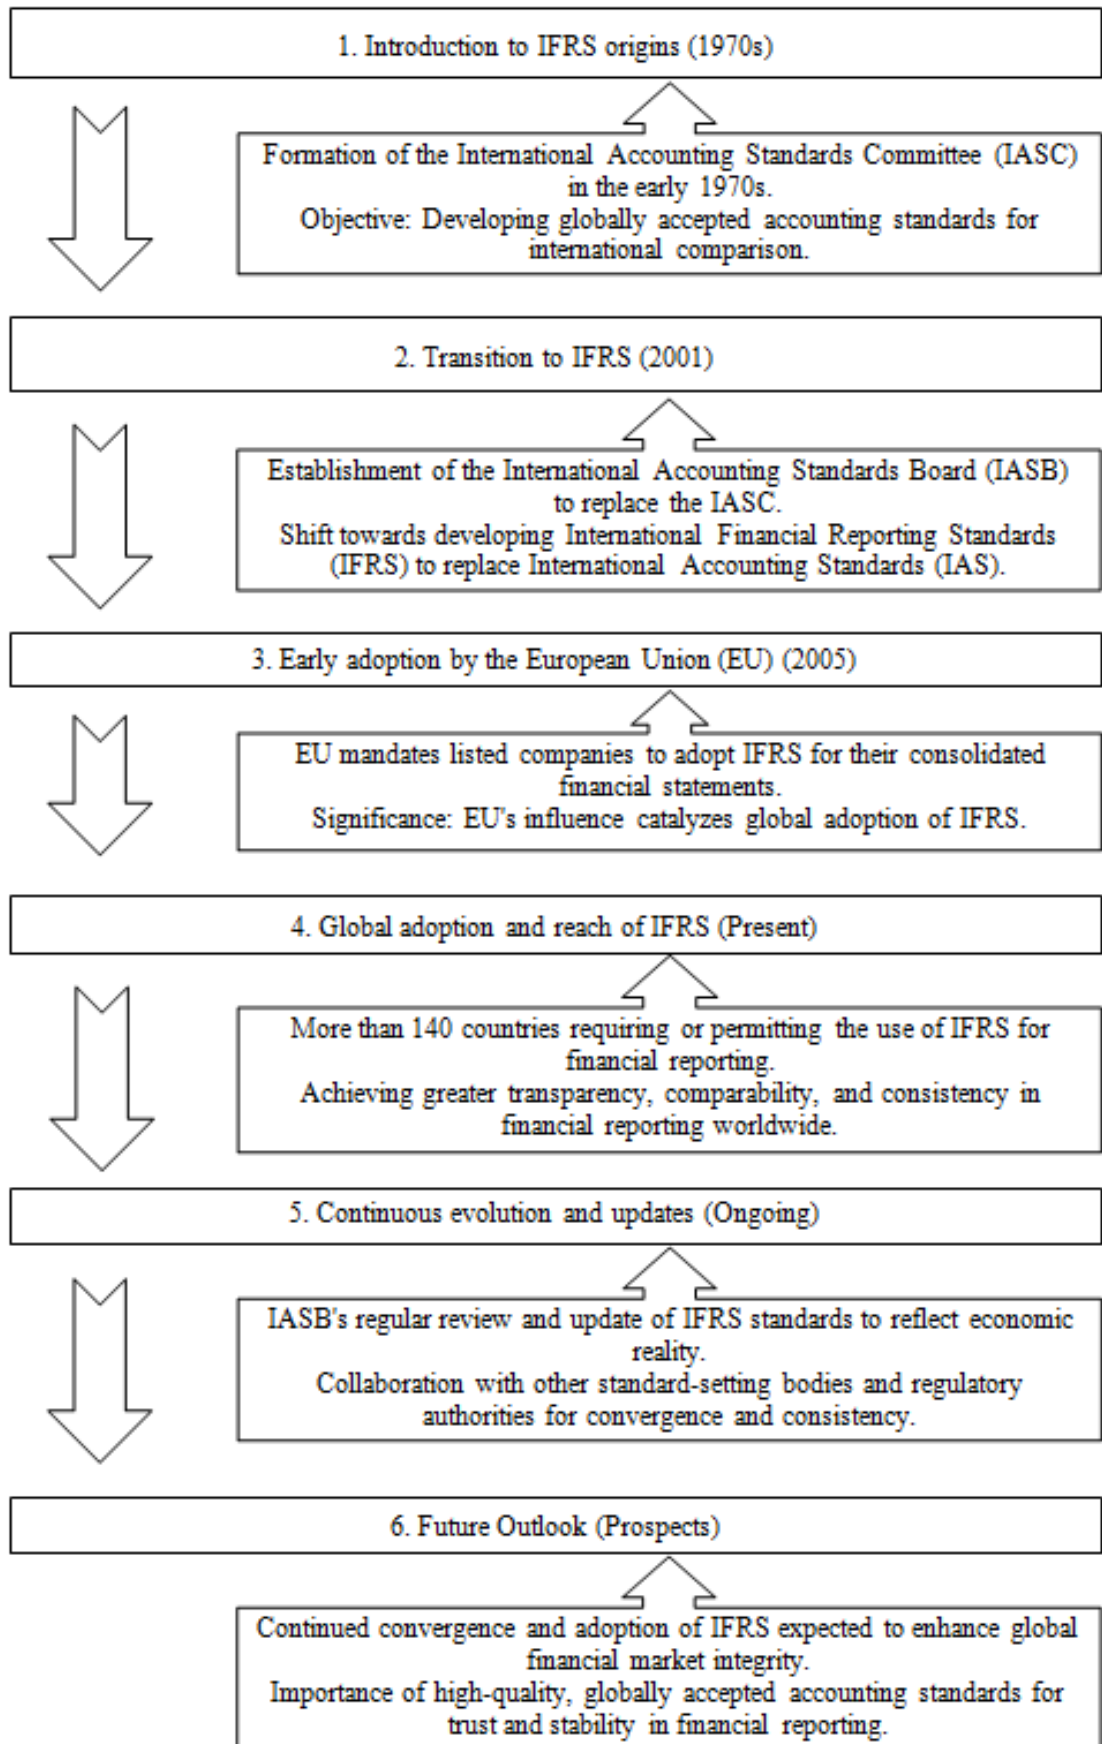 1. Introduction to IFRS origins (1970s)
Formation of the International Accounting Standards Committee (IASC)
in the early 1970s.
Objective: Developing globally accepted accounting standards for
international comparison.
2. Transition to IFRS (2001)
Establishment of the International Accounting Standards Board (IASB)
to replace the IASC.
Shift towards developing International Financial Reporting Standards
(IFRS) to replace International Accounting Standards (IAS).
3. Early adoption by the European Union (EU) (2005)
EU mandates listed companies to adopt IFRS for their consolidated
financial statements.
Significance: EU's influence catalyzes global adoption of IFRS.
4. Global adoption and reach of IFRS (Present)
More than 140 countries requiring or permitting the use of IFRS for
financial reporting.
Achieving greater transparency, comparability, and consistency in
financial reporting worldwide.
5. Continuous evolution and updates (Ongoing)
IASB's regular review and update of IFRS standards to reflect economic
reality.
Collaboration with other standard-setting bodies and regulatory
authorities for convergence and consistency.
6. Future Outlook (Prospects)
Continued convergence and adoption of IFRS expected to enhance global
financial market integrity.
Importance of high-quality, globally accepted accounting standards for
trust and stability in financial reporting.